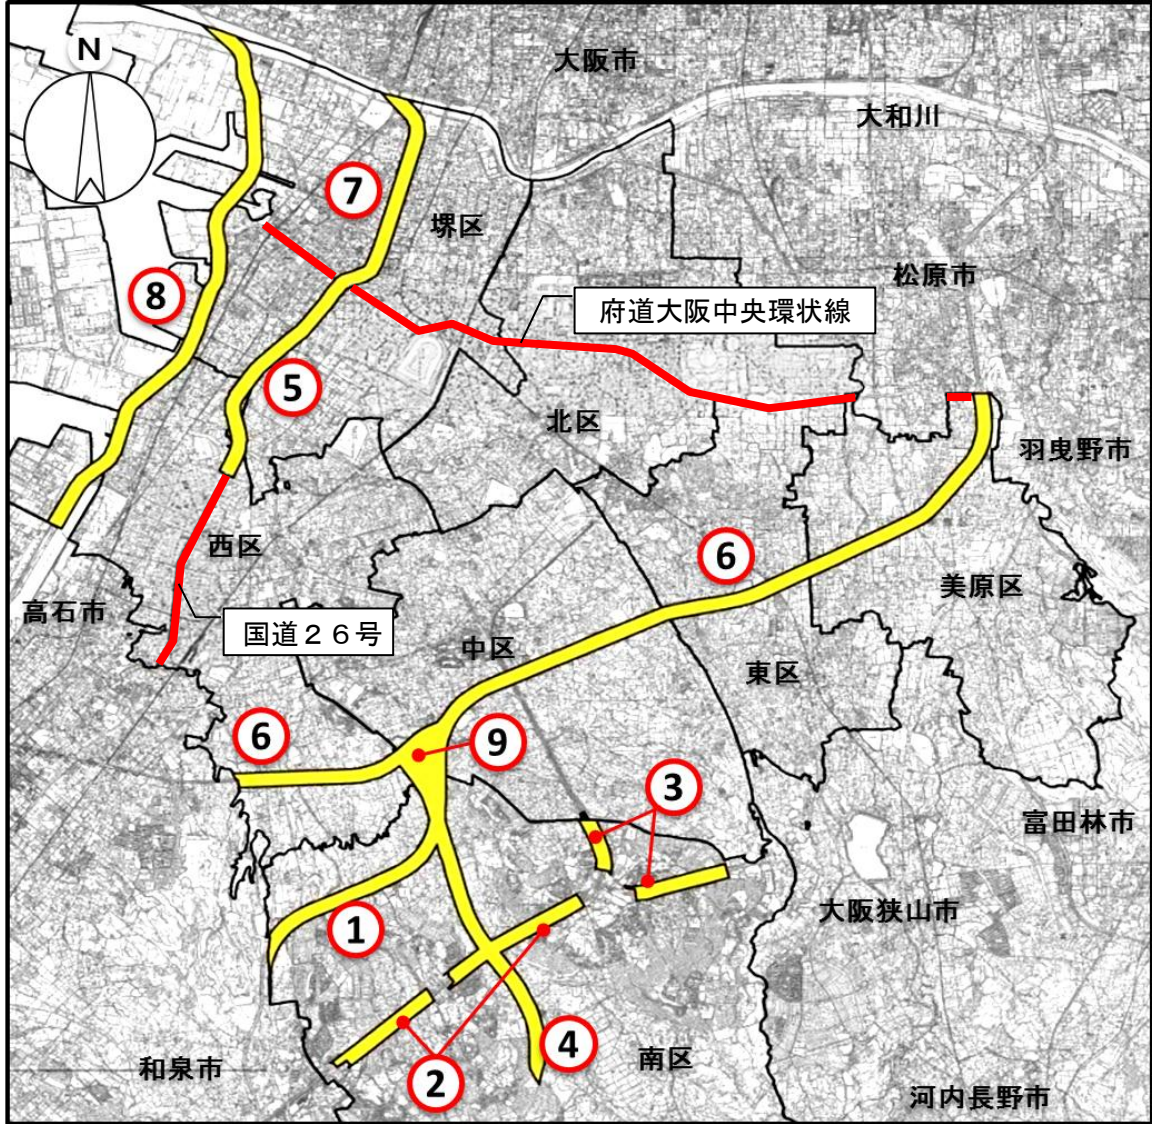 N
大阪市
大和川
⑦
堺区
松原市
⑧
府道大阪中央環状線
⑤
北区
羽曳野市
西区
⑥
美原区
高石市
国道26号
中区
東区
⑥
⑨
③
富田林市
大阪狭山市
①
④
南区
和泉市
②
河内長野市